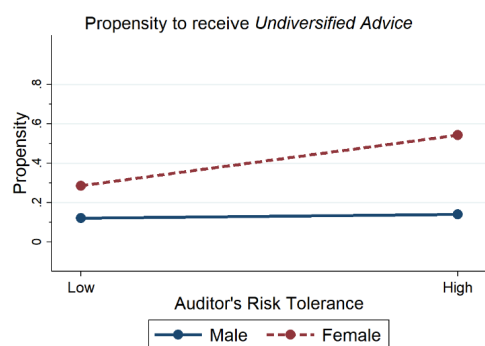 Propensity to receive Undiversified Advice
Propensity
.8
.6
.4
.2
0
Low
High
Auditor's Risk Tolerance
Male
Female